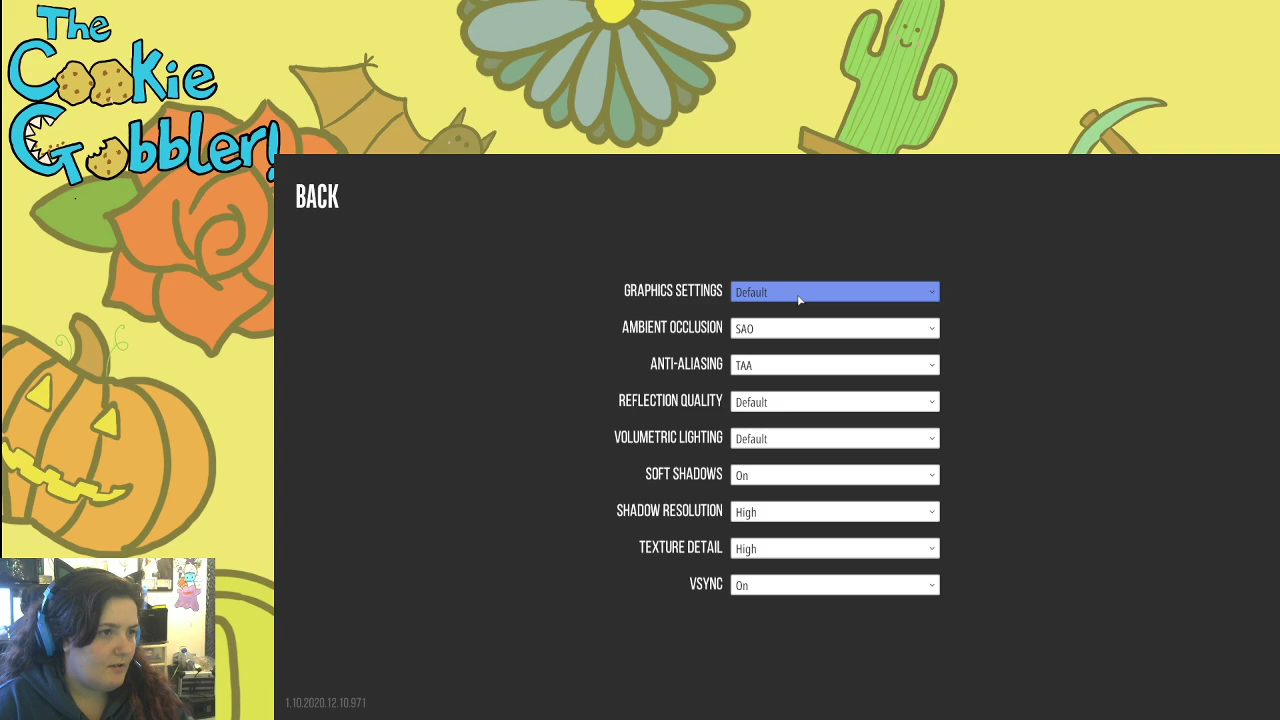 The
Cookie
Gobbler!
BACK
GRAPHICS SETTINGS Default
AMBIENT OCCLUSION SAO
ANTI-ALIASING TAA
REFLECTION QUALITY Default
VOLUMETRIC LIGHTING Default
SOFT SHADOWS On
SHADOW RESOLUTION High
TEXTURE DETAIL High
VSYNC On
1.10.2020.12.10.971